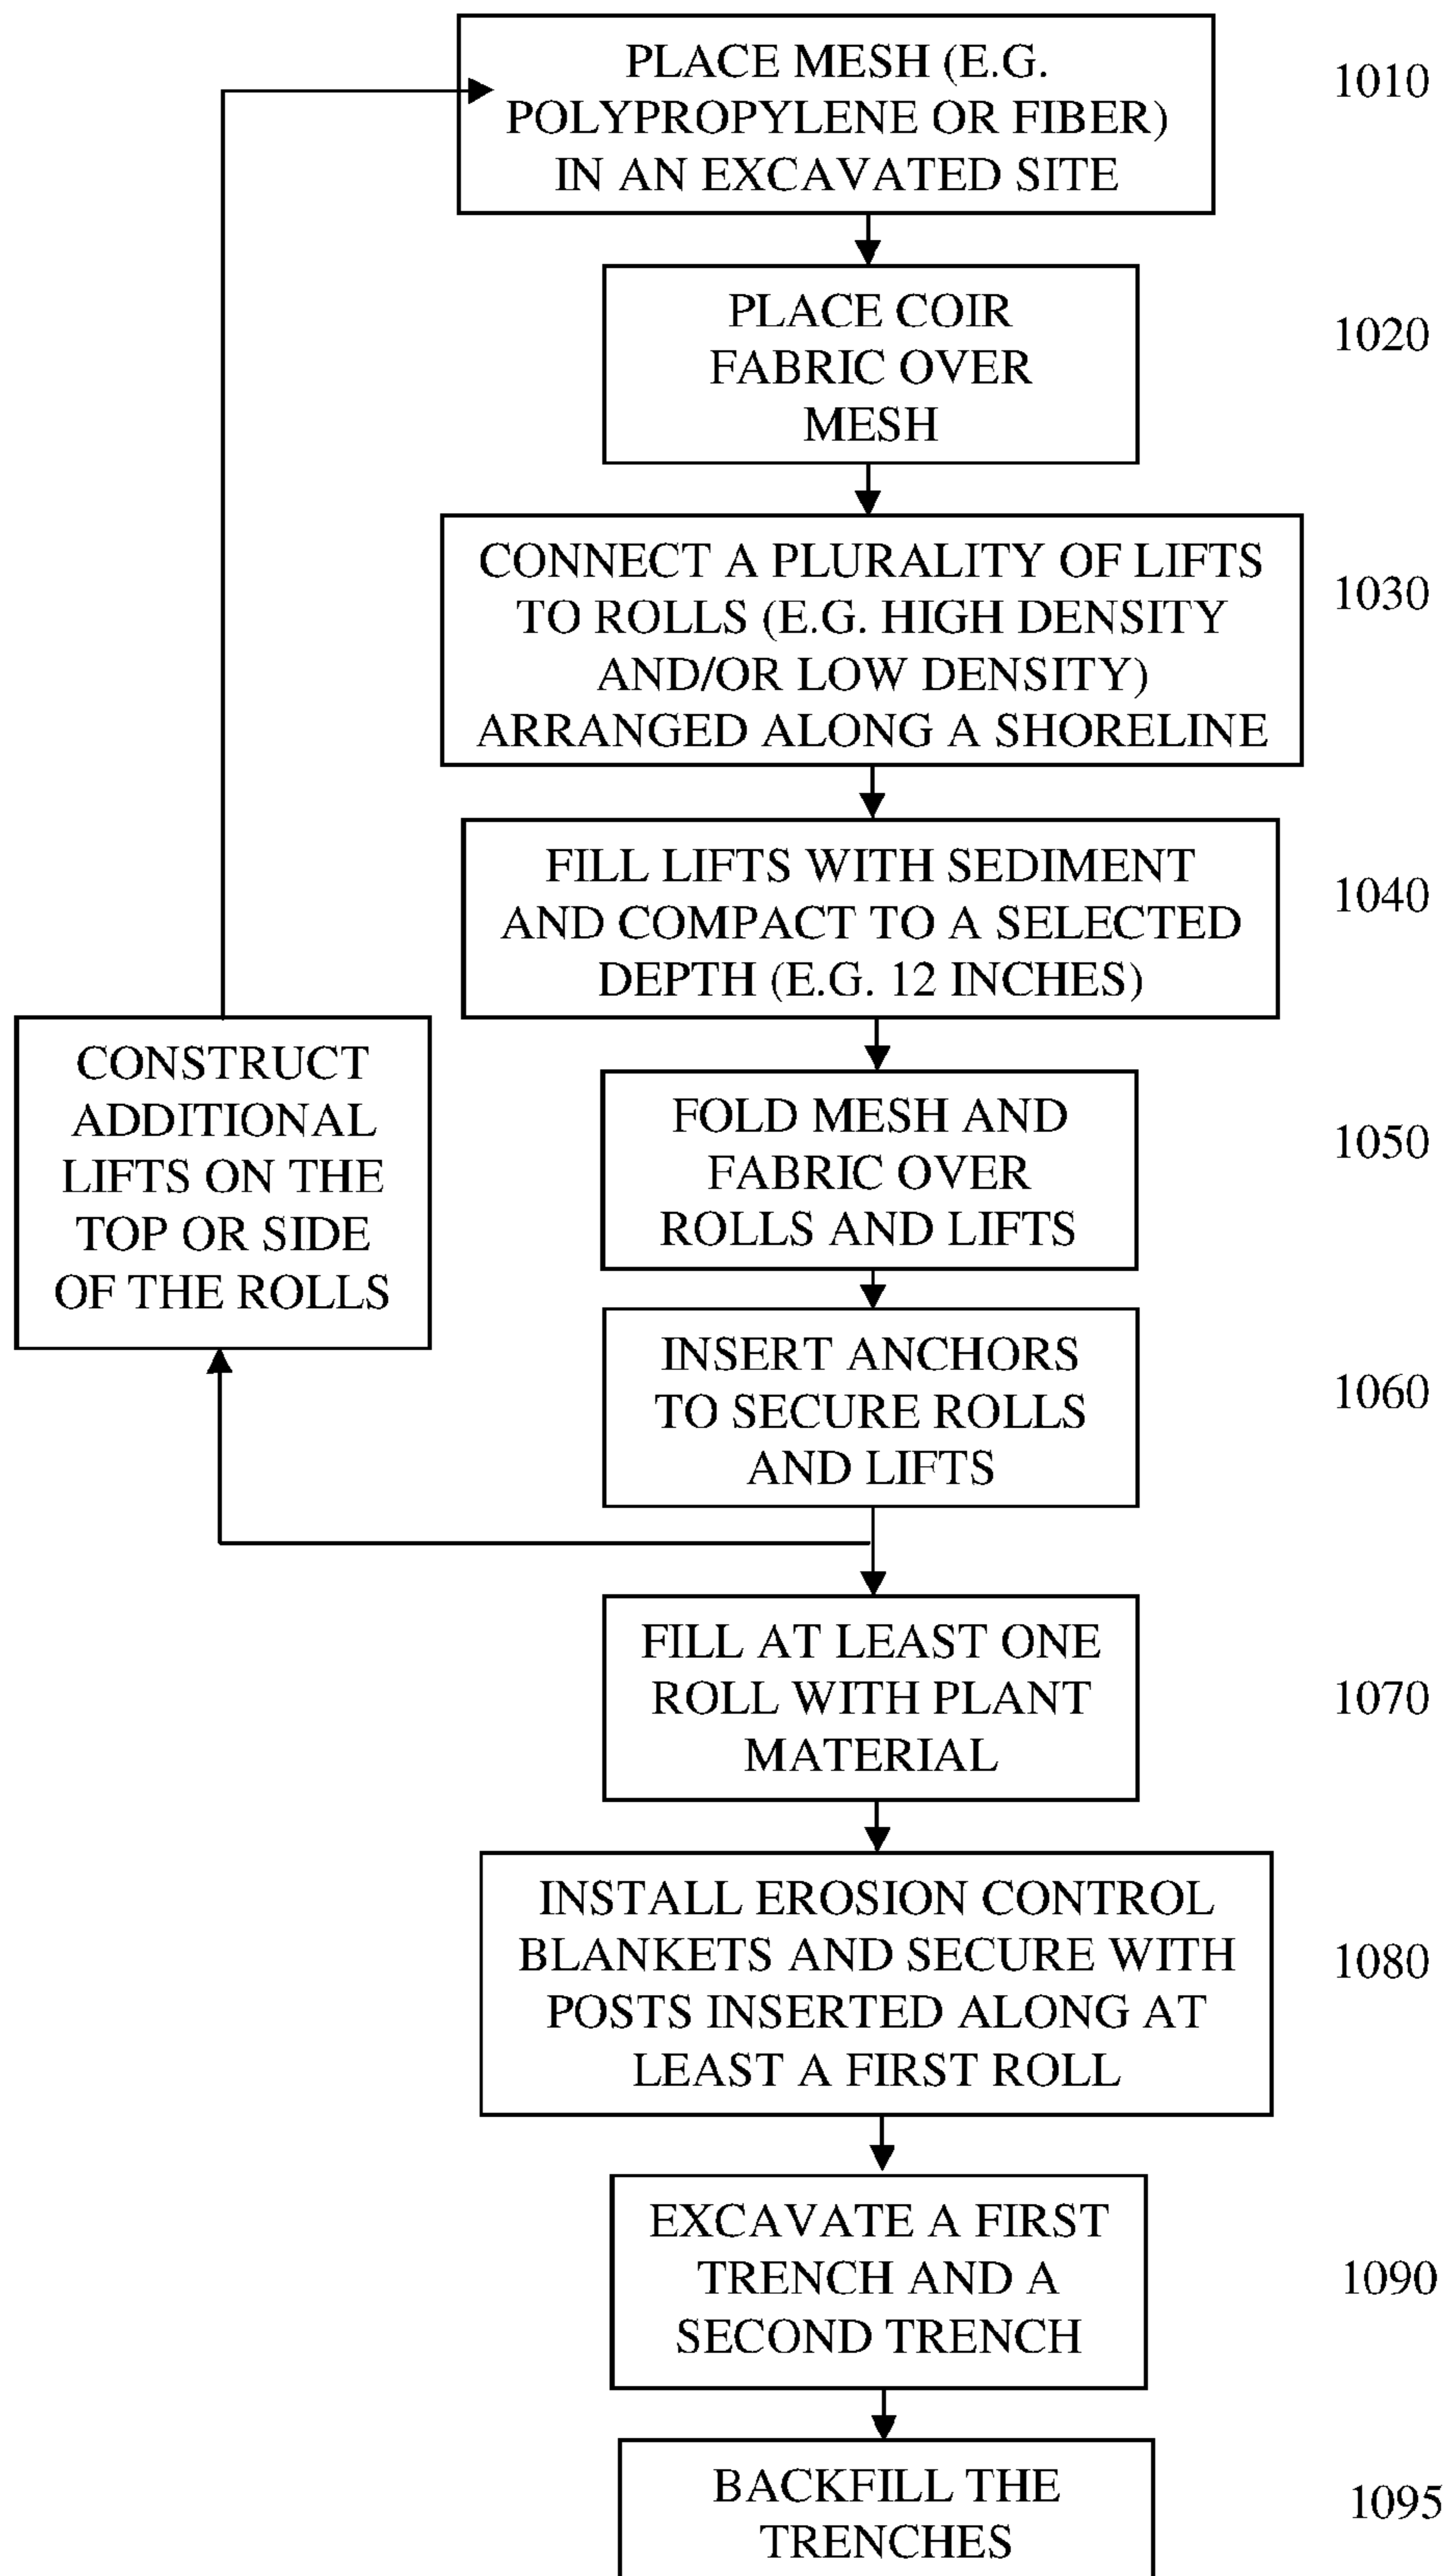 PLACE MESH (E.G.
POLYPROPYLENE OR FIBER)
IN AN EXCAVATED SITE
1010
PLACE COIR
FABRIC OVER
MESH
1020
CONNECT A PLURALITY OF LIFTS
TO ROLLS (E.G. HIGH DENSITY
AND/OR LOW DENSITY)
ARRANGED ALONG A SHORELINE
1030
FILL LIFTS WITH SEDIMENT
AND COMPACT TO A SELECTED
DEPTH (E.G. 12 INCHES)
1040
FOLD MESH AND
FABRIC OVER
ROLLS AND LIFTS
1050
INSERT ANCHORS
TO SECURE ROLLS
AND LIFTS
1060
CONSTRUCT
ADDITIONAL
LIFTS ON THE
TOP OR SIDE
OF THE ROLLS
FILL AT LEAST ONE
ROLL WITH PLANT
MATERIAL
1070
INSTALL EROSION CONTROL
BLANKETS AND SECURE WITH
POSTS INSERTED ALONG AT
LEAST A FIRST ROLL
1080
EXCAVATE A FIRST
TRENCH AND A
SECOND TRENCH
1090
BACKFILL THE
TRENCHES
1095